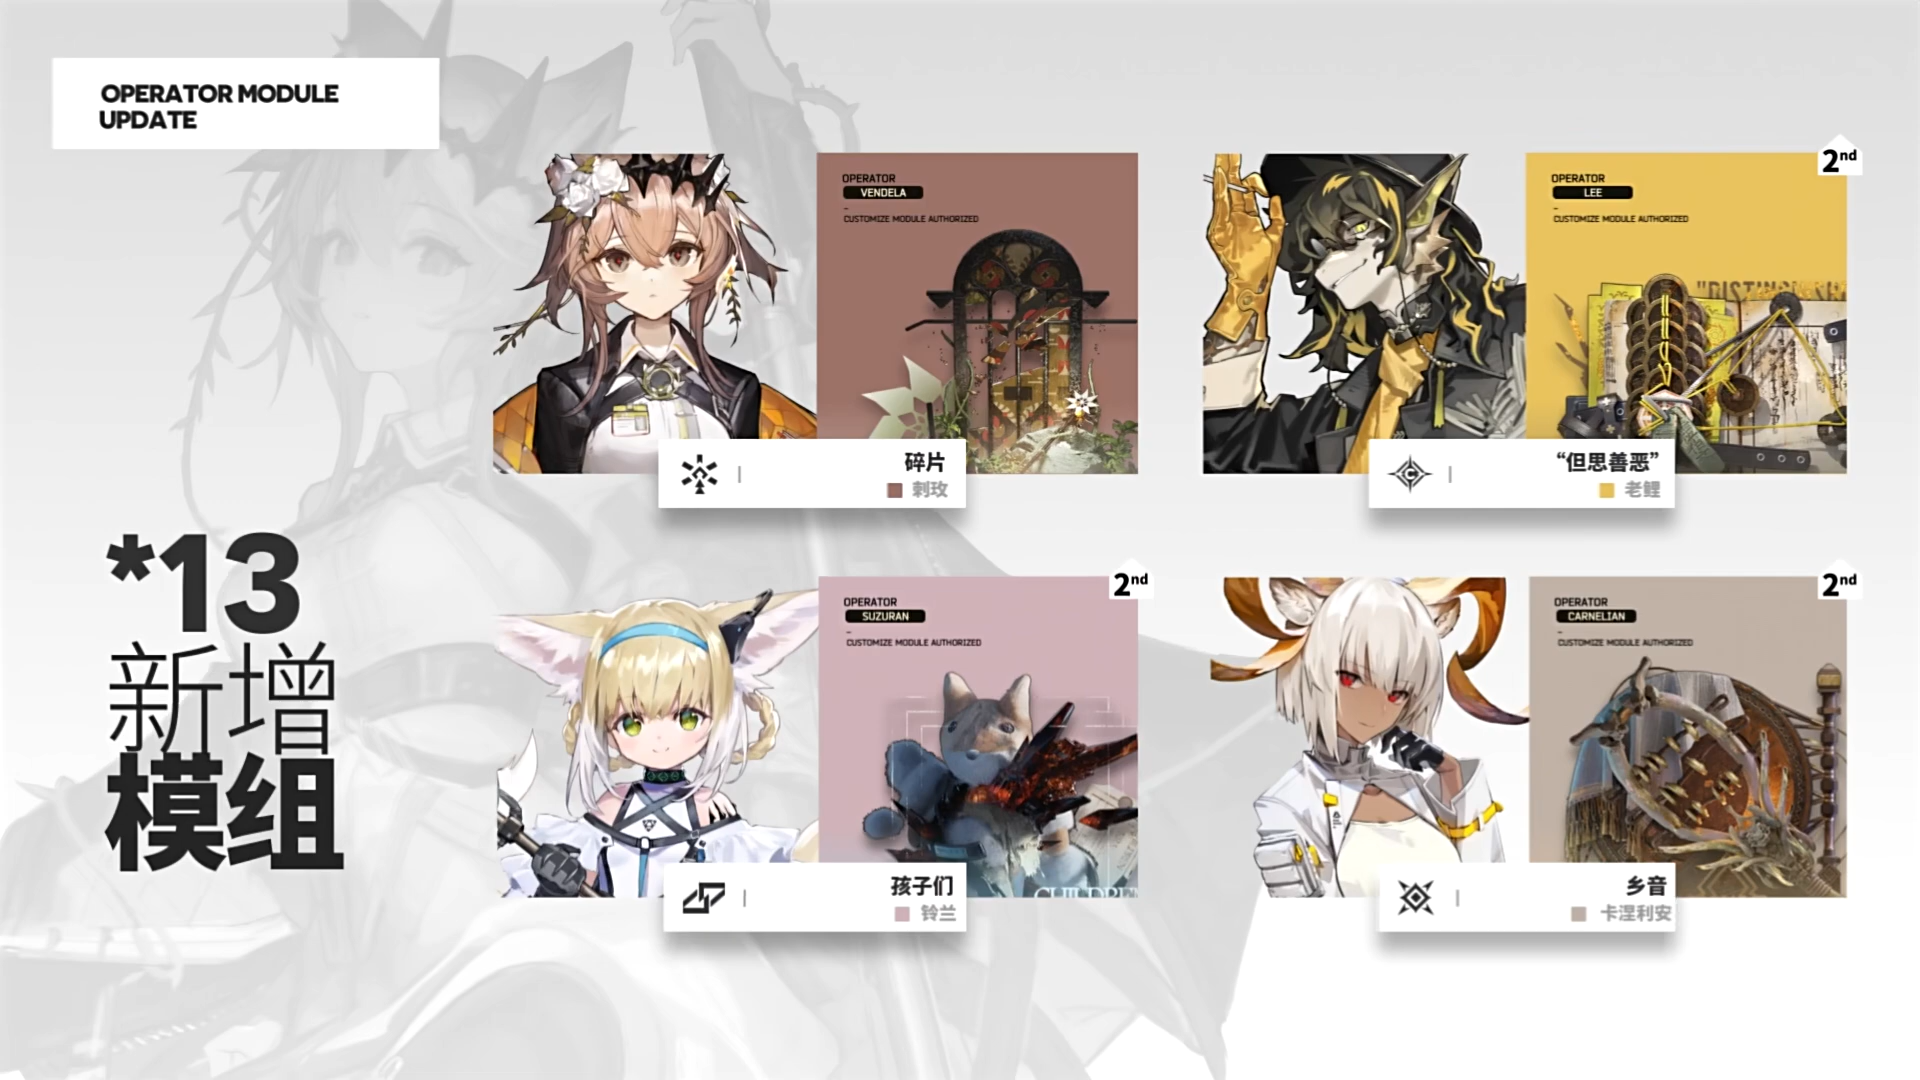 OPERATOR MODULE
UPDATE
*13
新增
模组
OPERATOR
VENDELA
CUSTOMIZE MODULE AUTHORIZED
碎片
刺玫
2nd
OPERATOR
LEE
CUSTOMIZE MODULE AUTHORIZED
“但思善恶”
老鲤
2nd
OPERATOR
SUZURAN
CUSTOMIZE MODULE AUTHORIZED
CHILDREN
孩子们
铃兰
2nd
OPERATOR
CARNELIAN
CUSTOMIZE MODULE AUTHORIZED
乡音
卡涅利安